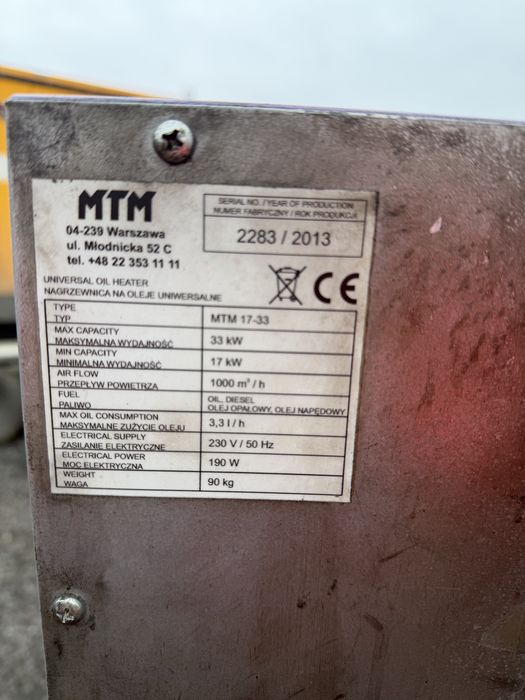 MTM
04-239 Warszawa
ul. Młodnicka 52 C
tel. +48 22 353 11 11
SERIAL NO. / YEAR OF PRODUCTION
NUMER FABRYCZNY / ROK PRODUKCJI
2283 / 2013
CE
UNIVERSAL OIL HEATER
NAGRZEWNICA NA OLEJE UNIWERSALNE
TYPE
TYP
MTM 17-33
MAX CAPACITY
MAKSYMALNA WYDAJNOŚĆ
33 kW
MIN CAPACITY
MINIMALNA WYDAJNOŚĆ
17 kW
AIR FLOW
PRZEPŁYW POWIETRZA
1000 m³ / h
FUEL
PALIWO
OIL, DIESEL
OLEJ OPAŁOWY, OLEJ NAPĘDOWY
MAX OIL CONSUMPTION
MAKSYMALNE ZUŻYCIE OLEJU
3,3 l / h
ELECTRICAL SUPPLY
ZASILANIE ELEKTRYCZNE
230 V / 50 Hz
ELECTRICAL POWER
MOC ELEKTRYCZNA
190 W
WEIGHT
WAGA
90 kg